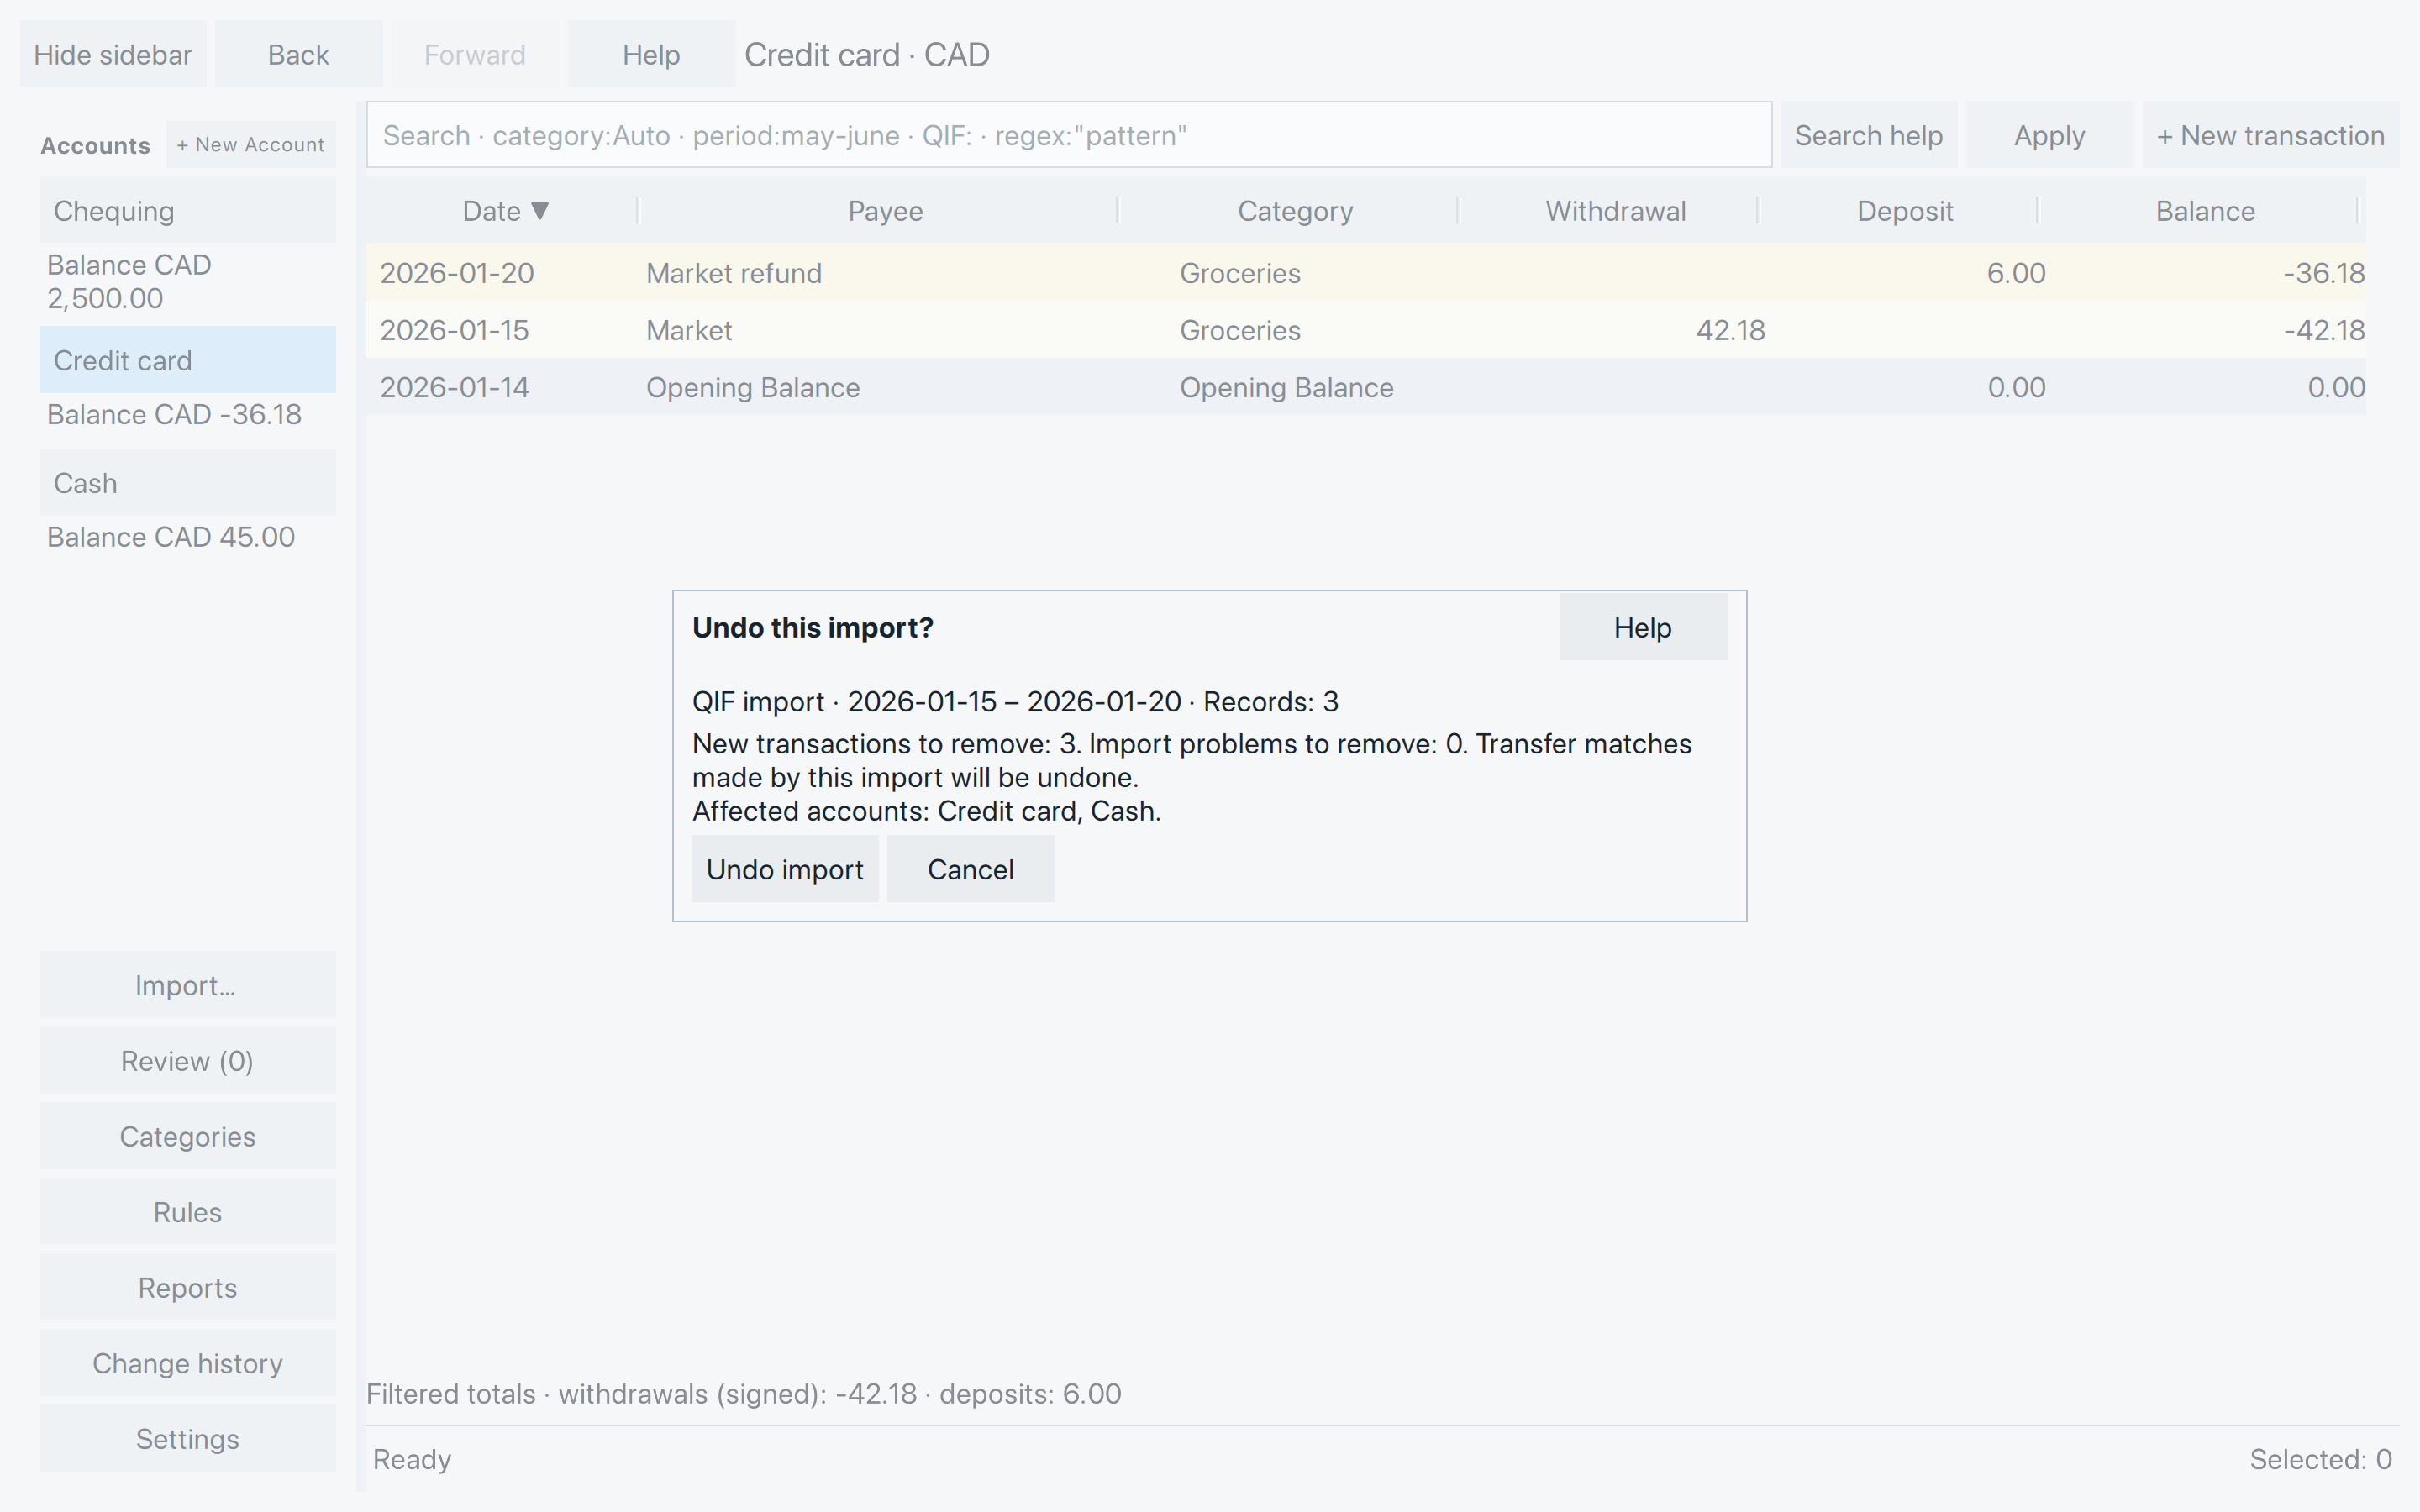 Hide sidebar Back Forward Help Credit card · CAD
Accounts + New Account
Search · category:Auto · period:may-june · QIF: · regex:"pattern" Search help Apply + New transaction
Chequing
Balance CAD
2,500.00
Credit card
Balance CAD -36.18
Cash
Balance CAD 45.00
Date ▼ Payee Category Withdrawal Deposit Balance
2026-01-20 Market refund Groceries 6.00 -36.18
2026-01-15 Market Groceries 42.18 -42.18
2026-01-14 Opening Balance Opening Balance 0.00 0.00
Undo this import? Help
QIF import · 2026-01-15 – 2026-01-20 · Records: 3
New transactions to remove: 3. Import problems to remove: 0. Transfer matches
made by this import will be undone.
Affected accounts: Credit card, Cash.
Undo import Cancel
Import...
Review (0)
Categories
Rules
Reports
Change history
Settings
Filtered totals · withdrawals (signed): -42.18 · deposits: 6.00
Ready Selected: 0